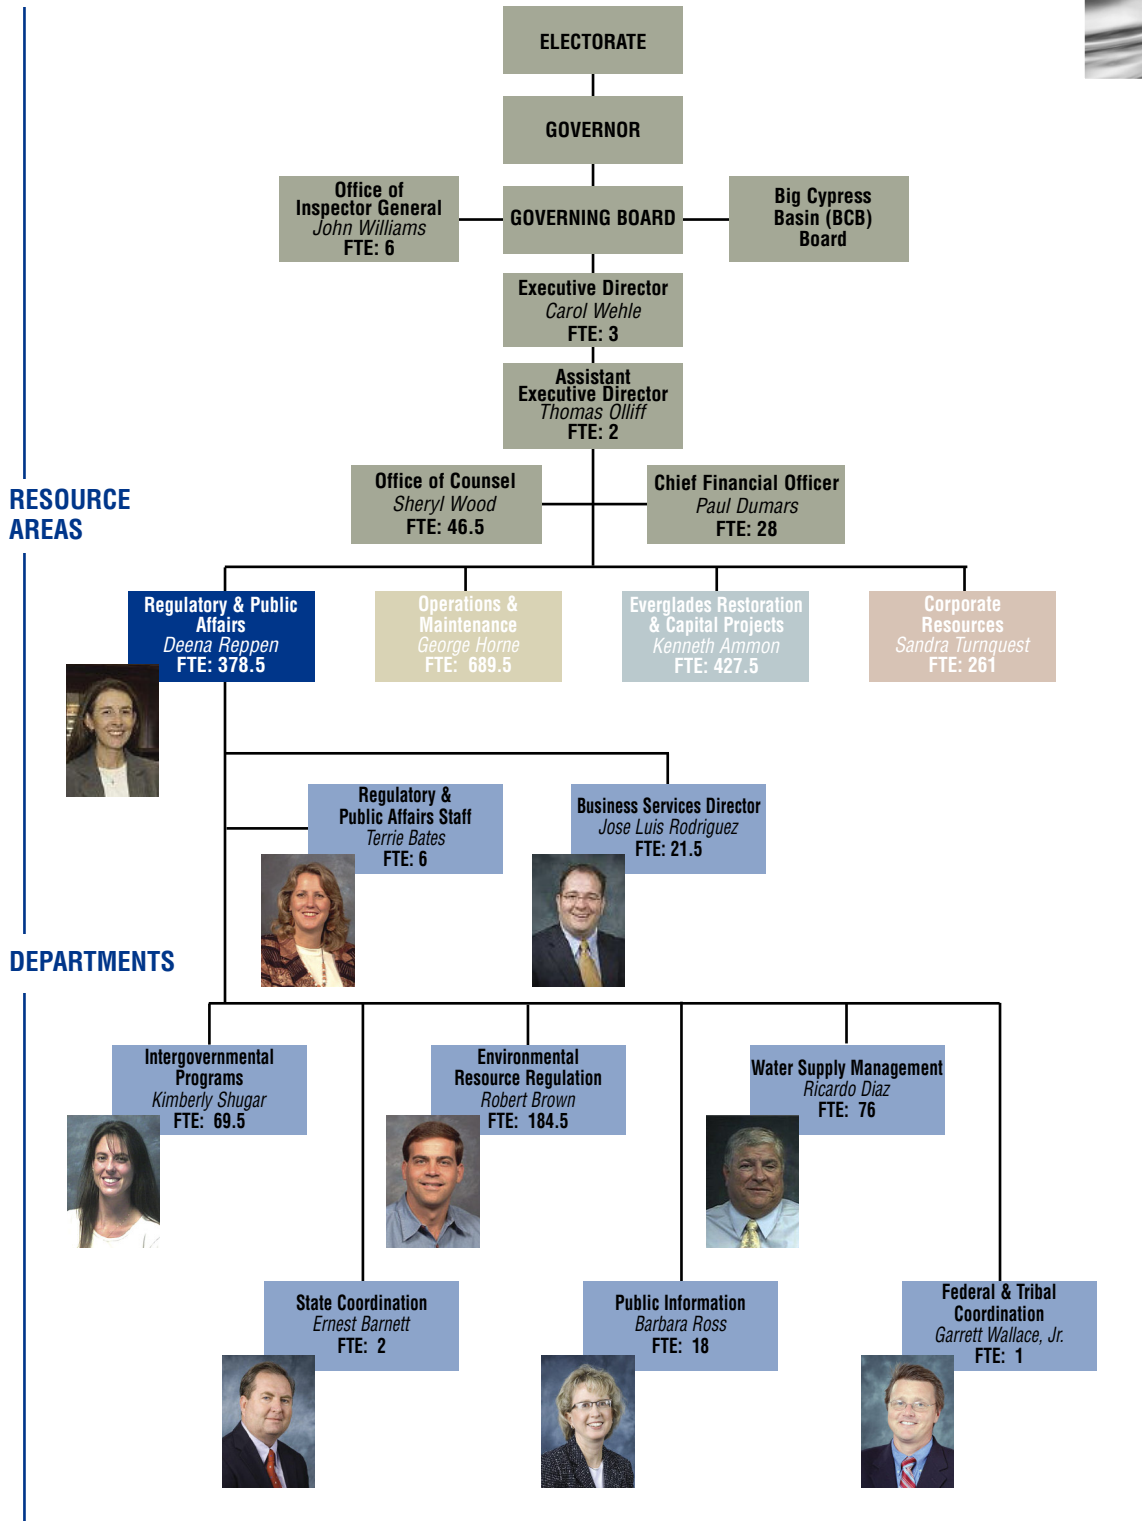 ELECTORATE
GOVERNOR
Office of
Inspector General
John Williams
FTE: 6
GOVERNING BOARD
Big Cypress
Basin (BCB)
Board
Executive Director
Carol Wehle
FTE: 3
Assistant
Executive Director
Thomas Olliff
FTE: 2
Office of Counsel
Sheryl Wood
FTE: 46.5
Chief Financial Officer
Paul Dumars
FTE: 28
RESOURCE
AREAS
Regulatory & Public
Affairs
Deena Reppen
FTE: 378.5
Operations &
Maintenance
George Horne
FTE: 689.5
Everglades Restoration
& Capital Projects
Kenneth Ammon
FTE: 427.5
Corporate
Resources
Sandra Turnquest
FTE: 261
Regulatory &
Public Affairs Staff
Terrie Bates
FTE: 6
Business Services Director
Jose Luis Rodriguez
FTE: 21.5
DEPARTMENTS
Intergovernmental
Programs
Kimberly Shugar
FTE: 69.5
Environmental
Resource Regulation
Robert Brown
FTE: 184.5
Water Supply Management
Ricardo Diaz
FTE: 76
State Coordination
Ernest Barnett
FTE: 2
Public Information
Barbara Ross
FTE: 18
Federal & Tribal
Coordination
Garrett Wallace, Jr.
FTE: 1